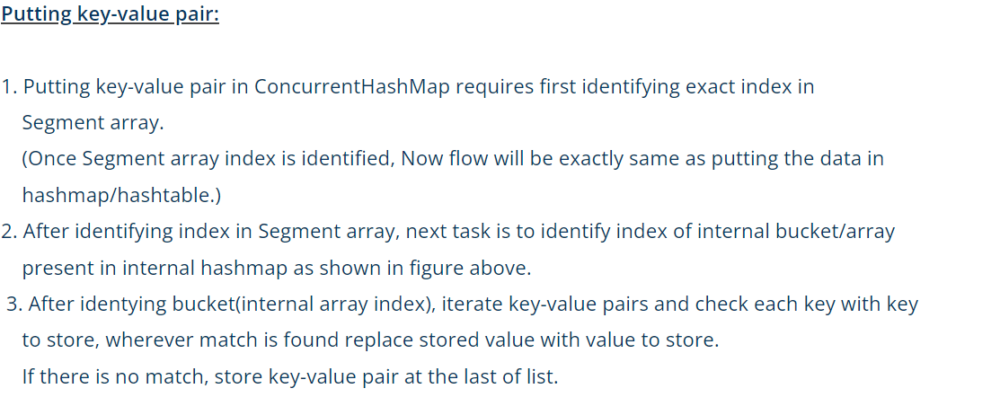 Putting key-value pair:
1. Putting key-value pair in ConcurrentHashMap requires first identifying exact index in
Segment array.
(Once Segment array index is identified, Now flow will be exactly same as putting the data in
hashmap/hashtable.)
2. After identifying index in Segment array, next task is to identify index of internal bucket/array
present in internal hashmap as shown in figure above.
3. After identying bucket(internal array index), iterate key-value pairs and check each key with key
to store, wherever match is found replace stored value with value to store.
If there is no match, store key-value pair at the last of list.